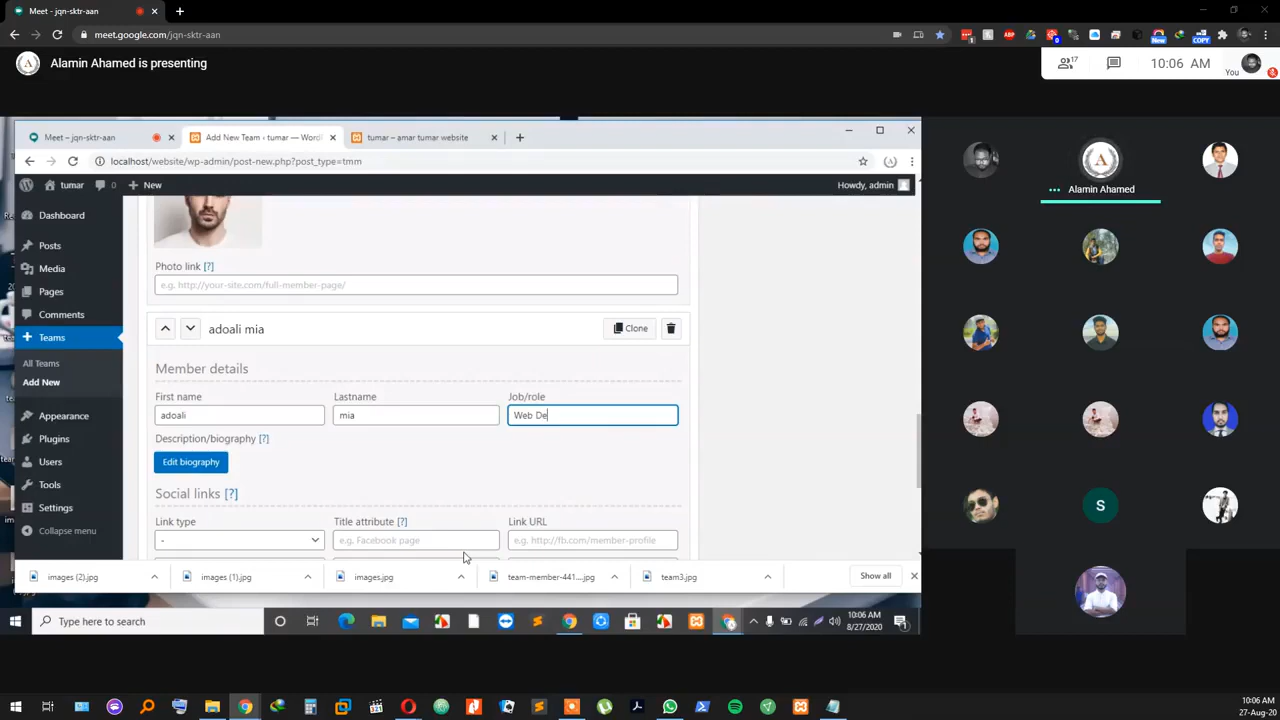 Meet - jqn-sktr-aan
meet.google.com/jqn-sktr-aan
1
ABP
0
New
COPY
Alamin Ahamed is presenting
17
10:06 AM
You
Meet – jqn-sktr-aan
Add New Team ‹ tumar — Word
tumar – amar tumar website
localhost/website/wp-admin/post-new.php?post_type=tmm
tumar
0
New
Howdy, admin
Dashboard
Posts
Media
Pages
Comments
Teams
All Teams
Add New
Appearance
Plugins
Users
Tools
Settings
Collapse menu
Photo link [?]
e.g. http://your-site.com/full-member-page/
adoali mia
Clone
Member details
First name
Lastname
Job/role
adoali
mia
Web De
Description/biography [?]
Edit biography
Social links [?]
Link type
Title attribute [?]
Link URL
-
e.g. Facebook page
e.g. http://fb.com/member-profile
images (2).jpg
images (1).jpg
images.jpg
team-member-441....jpg
team3.jpg
Show all
Type here to search
10:06 AM
8/27/2020
1
A
Alamin Ahamed
S
10:06 AM
27-Aug-20